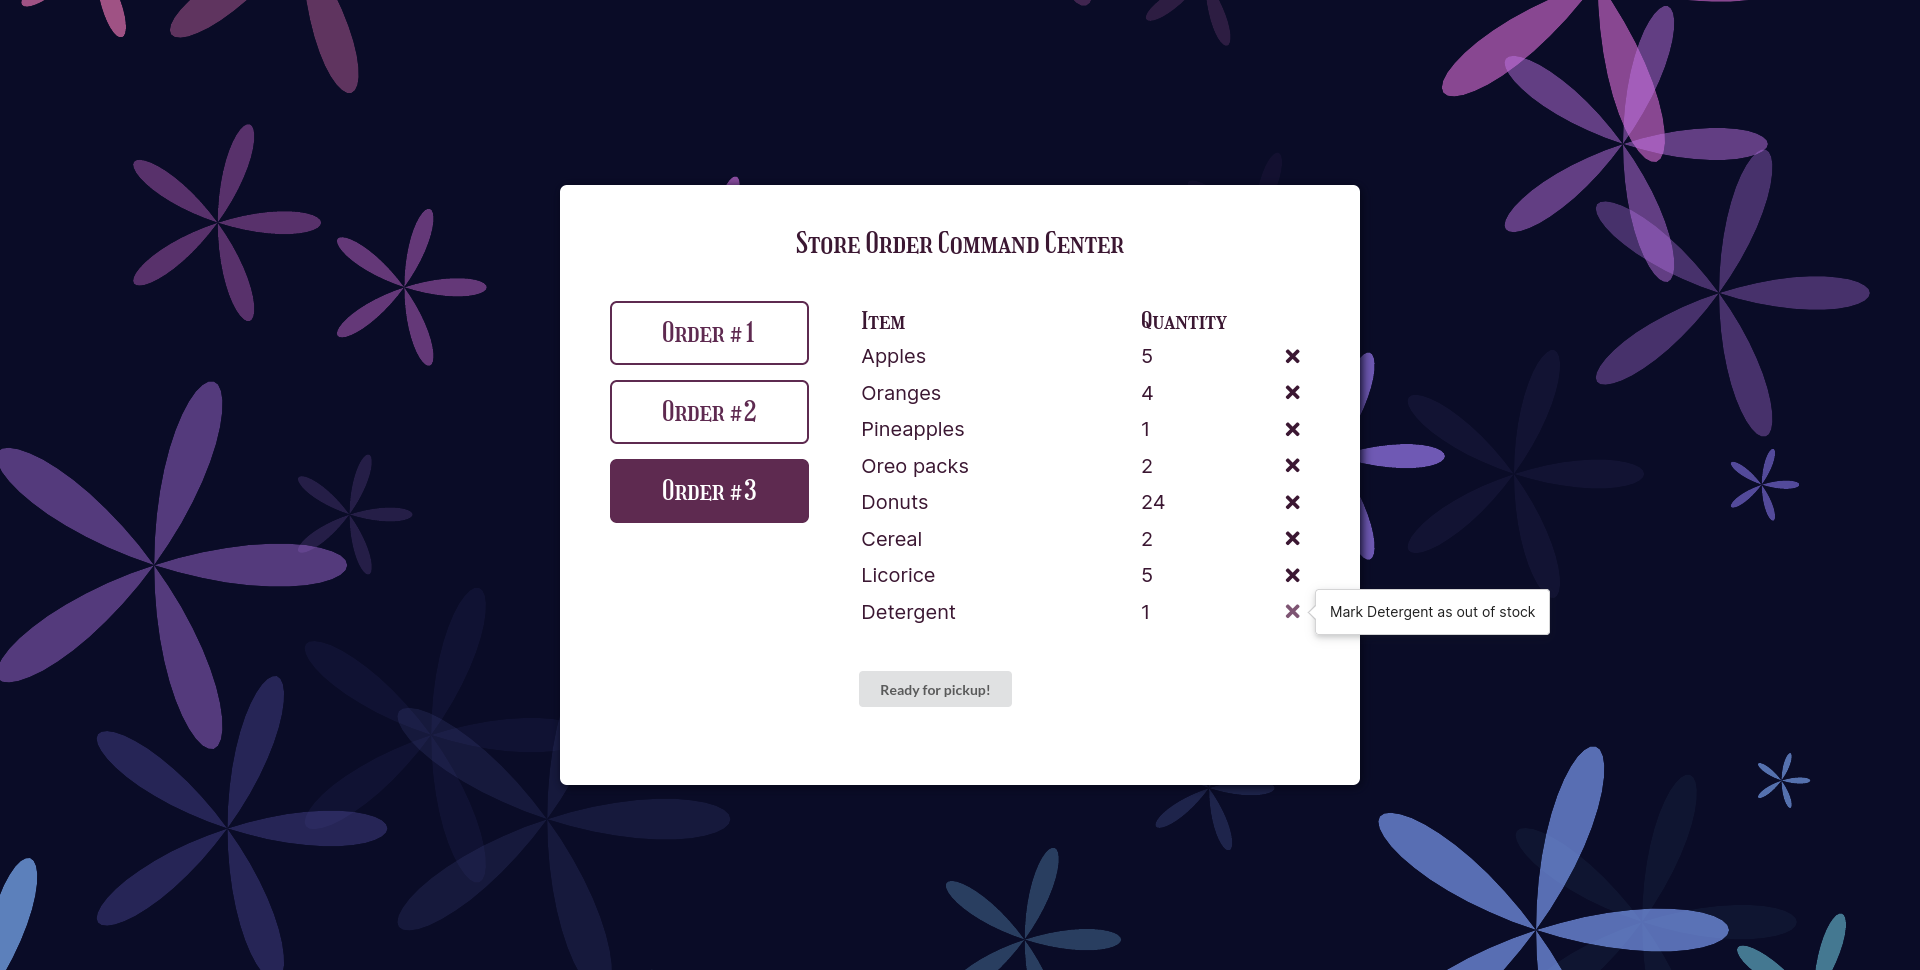 Store Order Command Center
Order #1
Order #2
Order #3
Item Quantity
Apples 5
Oranges 4
Pineapples 1
Oreo packs 2
Donuts 24
Cereal 2
Licorice 5
Detergent 1
Mark Detergent as out of stock
Ready for pickup!